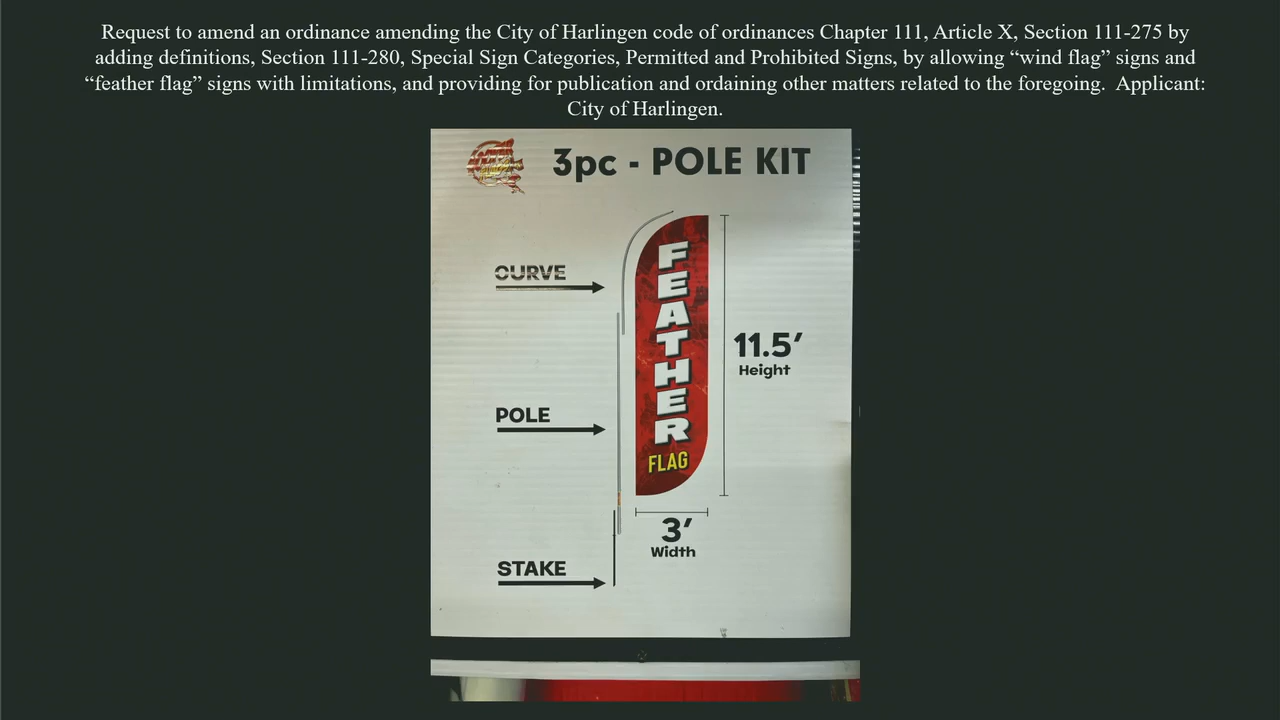 Request to amend an ordinance amending the City of Harlingen code of ordinances Chapter 111, Article X, Section 111-275 by
adding definitions, Section 111-280, Special Sign Categories, Permitted and Prohibited Signs, by allowing “wind flag” signs and
“feather flag” signs with limitations, and providing for publication and ordaining other matters related to the foregoing. Applicant:
City of Harlingen.
3pc - POLE KIT
CURVE
FEATHER
FLAG
11.5′
Height
POLE
3′
Width
STAKE